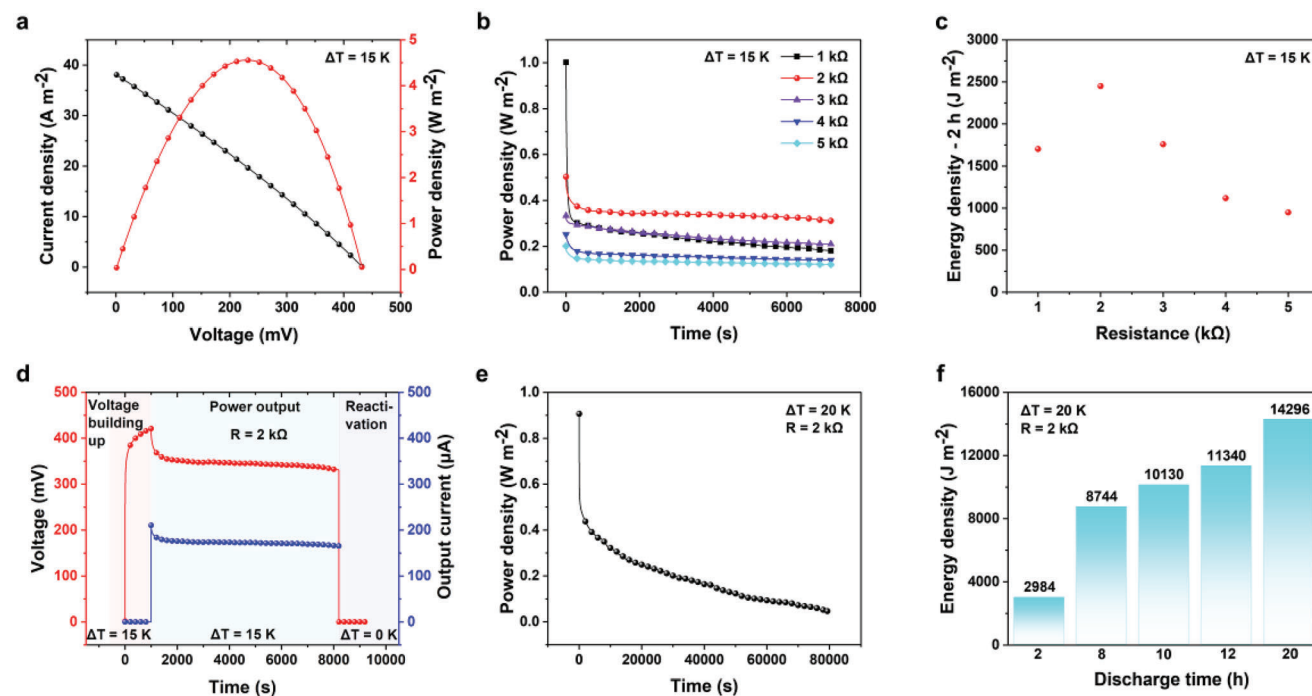 a
ΔT = 15 K
Current density (A m-2)
40
30
20
10
0
Power density (W m-2)
5
4
3
2
1
0
0 100 200 300 400 500
Voltage (mV)
b
ΔT = 15 K
1 kΩ
2 kΩ
3 kΩ
4 kΩ
5 kΩ
Power density (W m-2)
1.0
0.8
0.6
0.4
0.2
0.0
0 2000 4000 6000 8000
Time (s)
c
ΔT = 15 K
Energy density - 2 h (J m-2)
3000
2500
2000
1500
1000
500
0
1 2 3 4 5
Resistance (kΩ)
d
Voltage
building
up
Power output
R = 2 kΩ
Reacti-
vation
ΔT = 15 K
ΔT = 15 K
ΔT = 0 K
Voltage (mV)
500
400
300
200
100
0
Output current (µA)
500
400
300
200
100
0
0 2000 4000 6000 8000 10000
Time (s)
e
ΔT = 20 K
R = 2 kΩ
Power density (W m-2)
1.0
0.8
0.6
0.4
0.2
0.0
0 20000 40000 60000 80000
Time (s)
f
ΔT = 20 K
R = 2 kΩ
Energy density (J m-2)
16000
12000
8000
4000
0
2984
8744
10130
11340
14296
2 8 10 12 20
Discharge time (h)